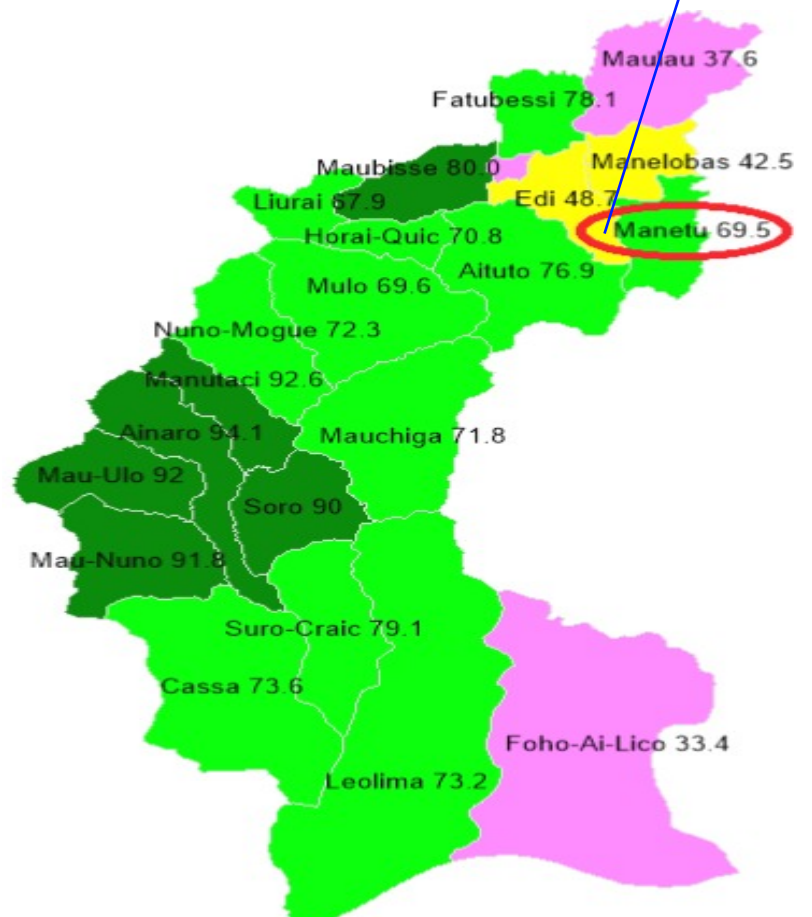 Maulau 37.6
Fatubessi 78.1
Manelobas 42.5
Maubisse 80.0
Edi 48.7
Liurai 67.9
Manetu 69.5
Horai-Quic 70.8
Aituto 76.9
Mulo 69.6
Nuno-Mogue 72.3
Manutaci 92.6
Ainaro 94.1
Mauchiga 71.8
Mau-Ulo 92
Soro 90
Mau-Nuno 91.8
Suro-Craic 79.1
Cassa 73.6
Foho-Ai-Lico 33.4
Leolima 73.2